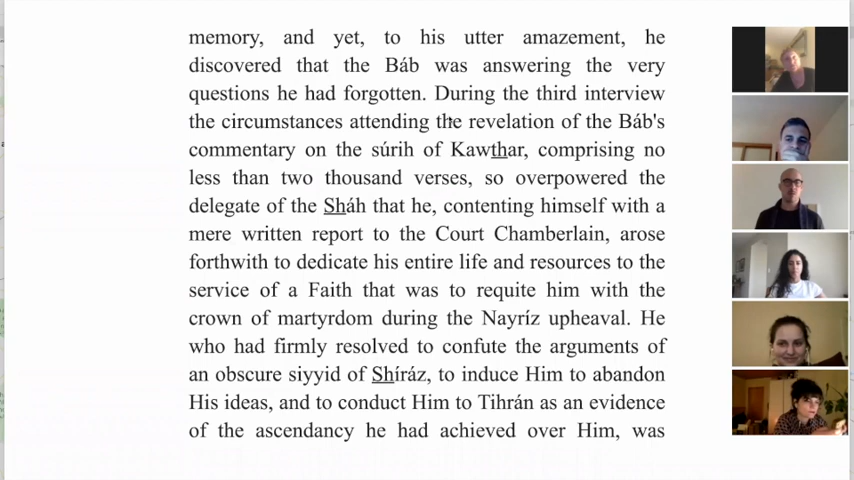 memory, and yet, to his utter amazement, he
discovered that the Báb was answering the very
questions he had forgotten. During the third interview
the circumstances attending the revelation of the Báb's
commentary on the súrih of Kawthar, comprising no
less than two thousand verses, so overpowered the
delegate of the Sháh that he, contenting himself with a
mere written report to the Court Chamberlain, arose
forthwith to dedicate his entire life and resources to the
service of a Faith that was to requite him with the
crown of martyrdom during the Nayríz upheaval. He
who had firmly resolved to confute the arguments of
an obscure siyyid of Shíráz, to induce Him to abandon
His ideas, and to conduct Him to Tihrán as an evidence
of the ascendancy he had achieved over Him, was